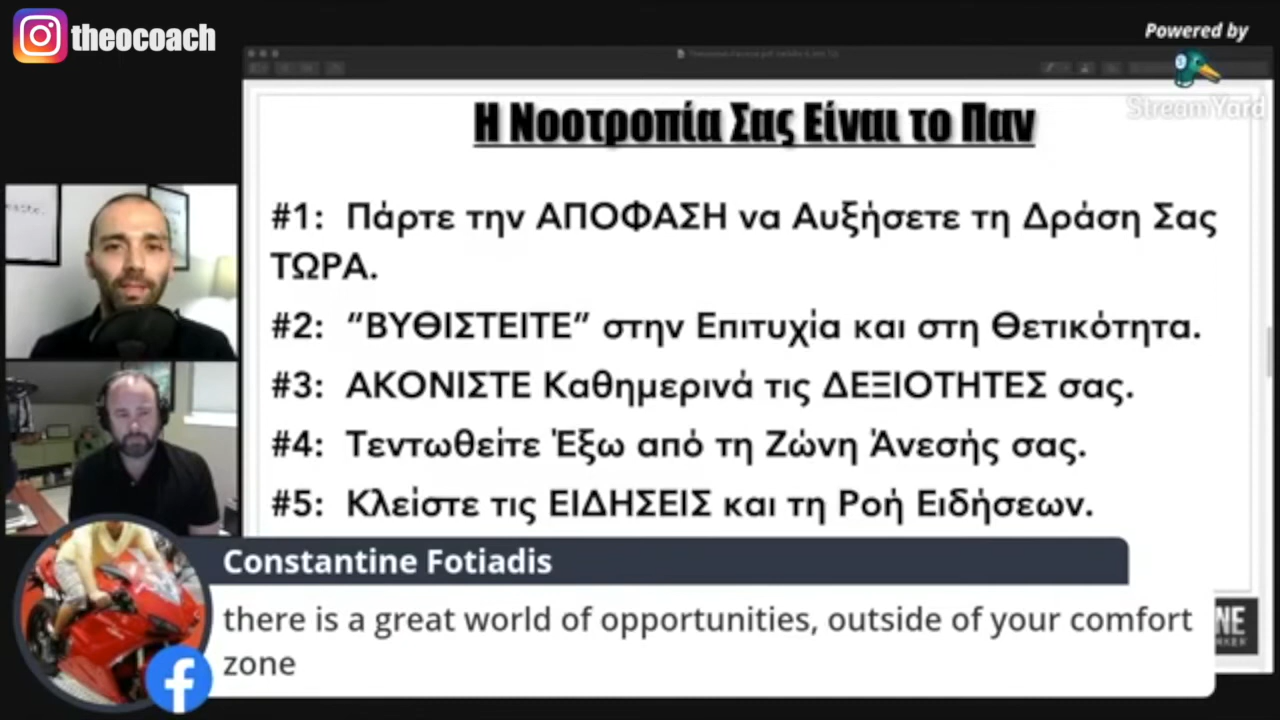 theocoach
Powered by
StreamYard
Η Νοοτροπία Σας Είναι το Παν
#1: Πάρτε την ΑΠΟΦΑΣΗ να Αυξήσετε τη Δράση Σας
ΤΩΡΑ.
#2: “ΒΥΘΙΣΤΕΙΤΕ” στην Επιτυχία και στη Θετικότητα.
#3: ΑΚΟΝΙΣΤΕ Καθημερινά τις ΔΕΞΙΟΤΗΤΕΣ σας.
#4: Τεντωθείτε Έξω από τη Ζώνη Άνεσής σας.
#5: Κλείστε τις ΕΙΔΗΣΕΙΣ και τη Ροή Ειδήσεων.
Constantine Fotiadis
there is a great world of opportunities, outside of your comfort
zone